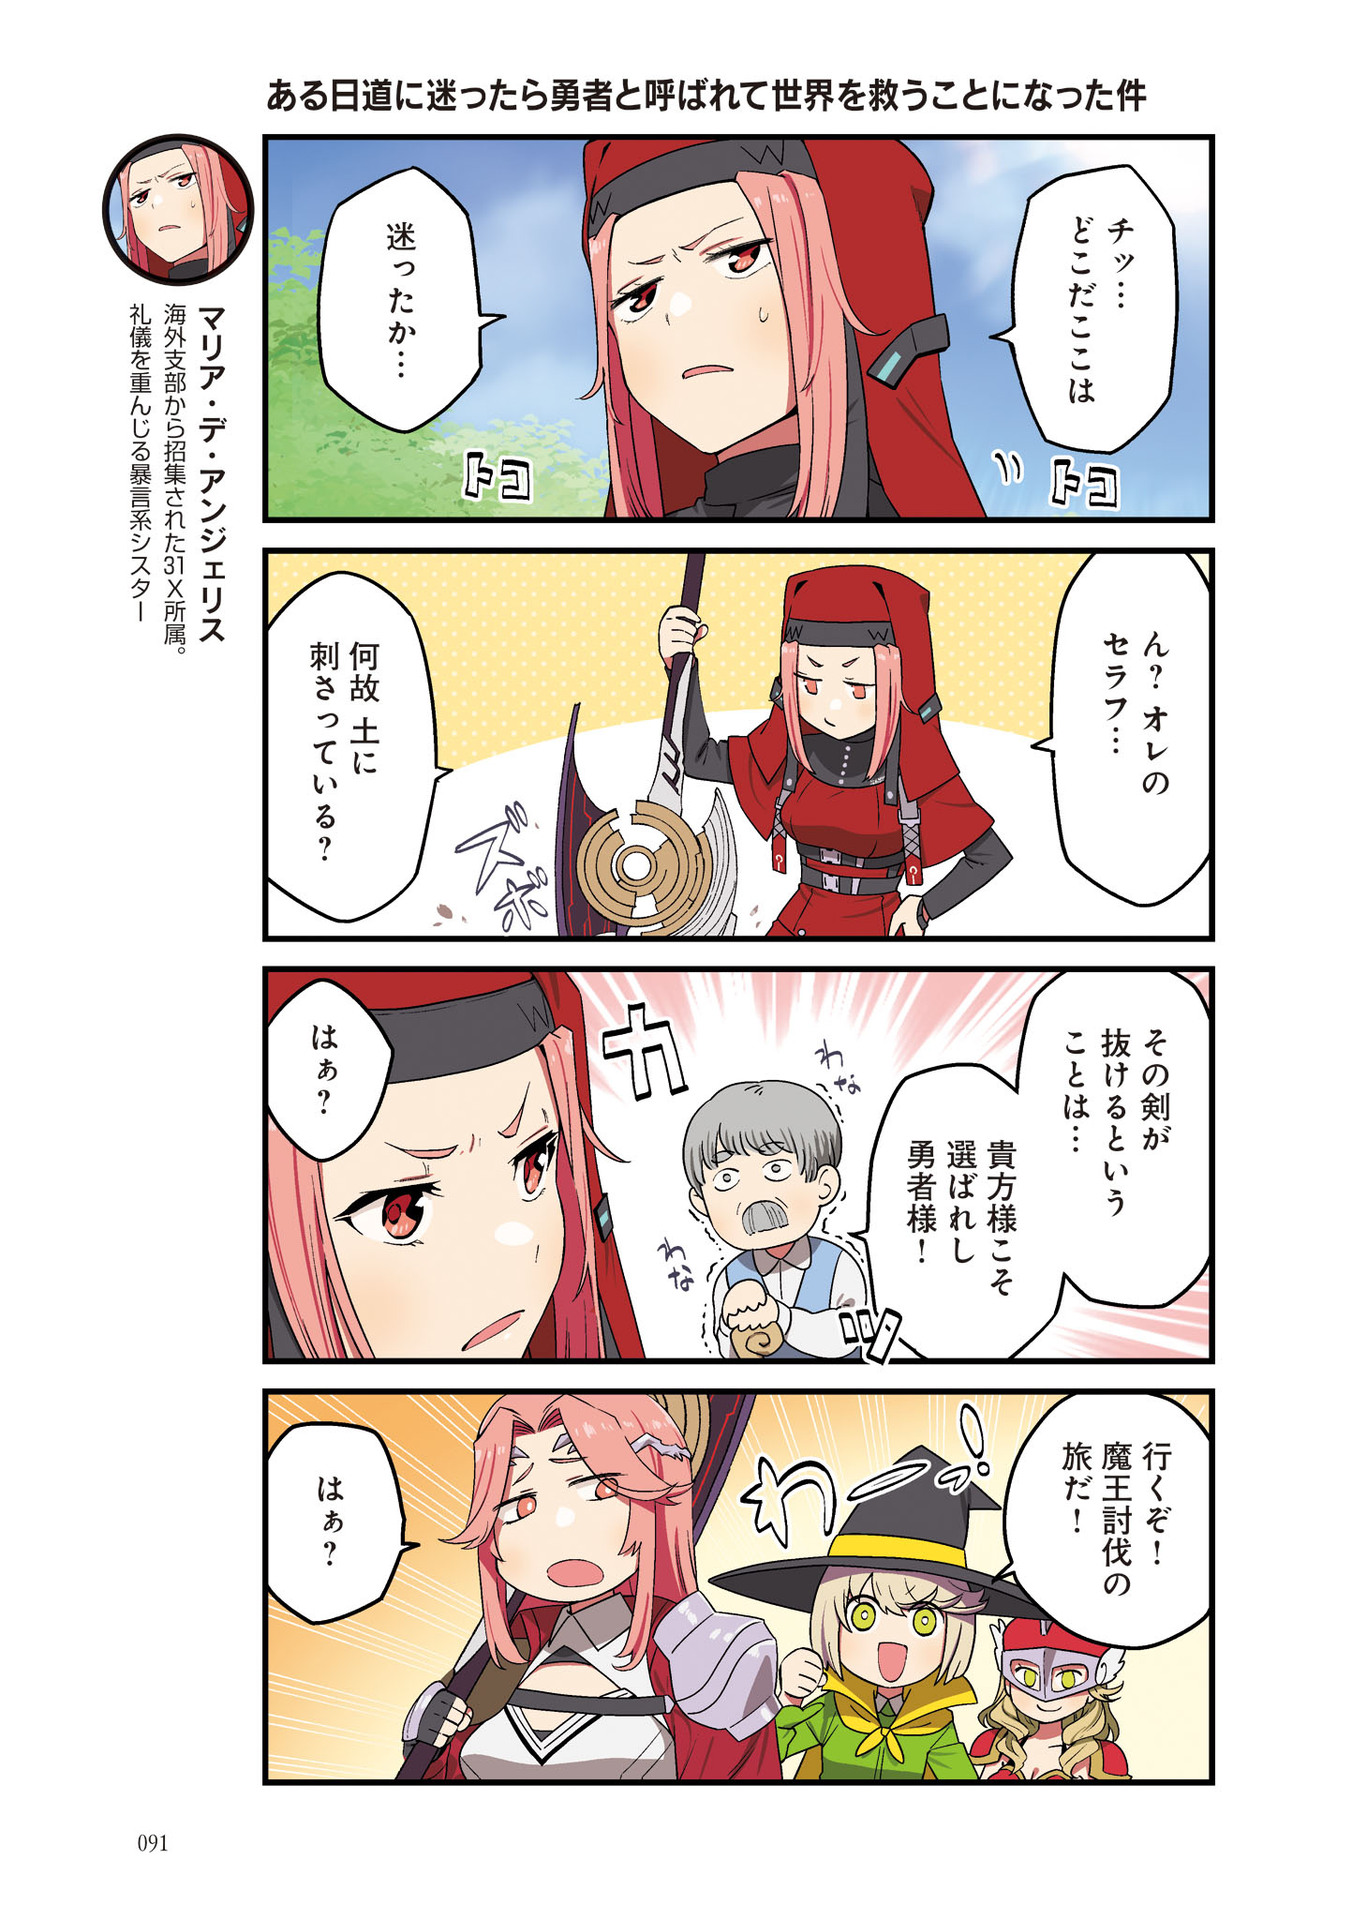 ある日道に迷ったら勇者と呼ばれて世界を救うことになった件
マリア・デ・アンジェリス
海外支部から招集された31X所属。
礼儀を重んじる暴言系シスター
チッ…
どこだここは
迷ったか…
トコ
トコ
ん？オレの
セラフ…
何故 土に
刺さっている？
ズボ
その剣が
抜けるという
ことは…
貴方様こそ
選ばれし
勇者様！
わな
わな
カッ
はぁ？
行くぞ！
魔王討伐の
旅だ！
わーっ！
はぁ？
091